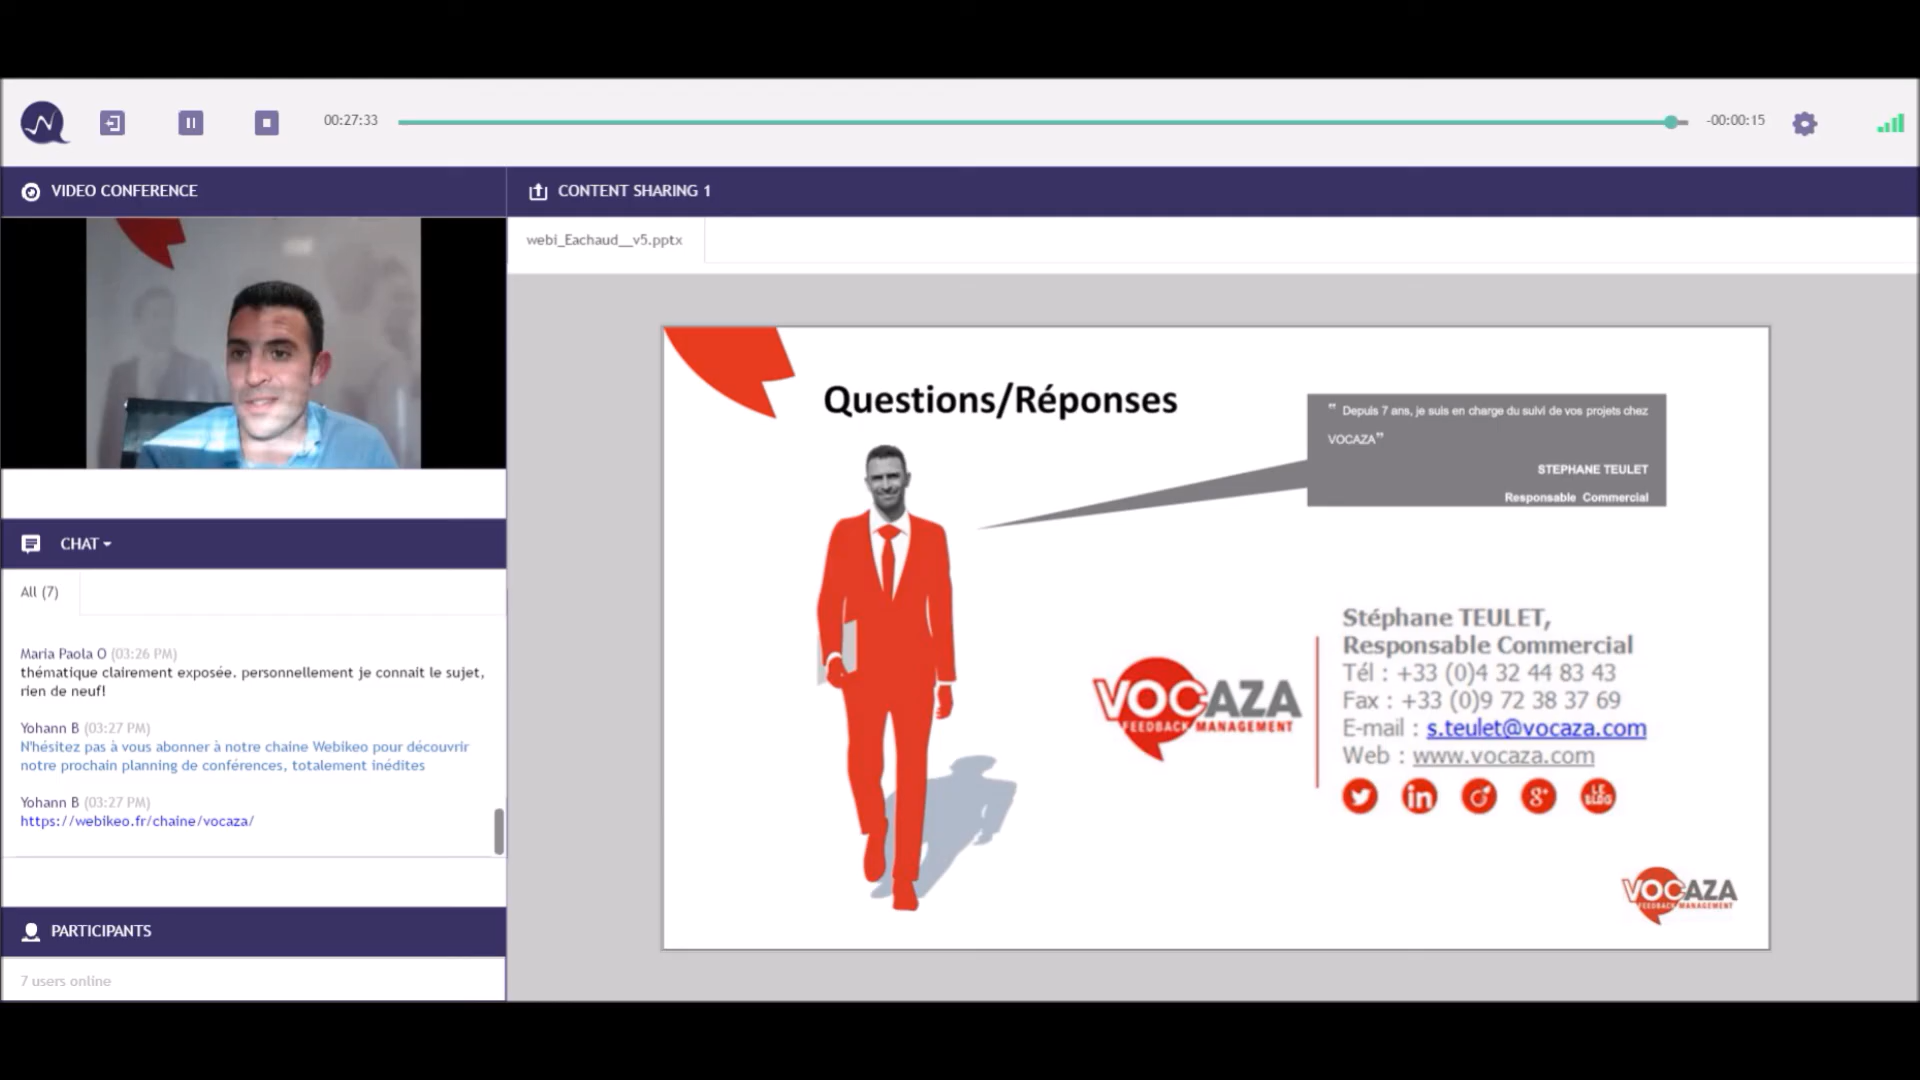 00:27:33
-00:00:15
VIDEO CONFERENCE
CONTENT SHARING 1
webi_Eachaud__v5.pptx
CHAT
All (7)
Maria Paola O (03:26 PM)
thématique clairement exposée. personnellement je connait le sujet,
rien de neuf!
Yohann B (03:27 PM)
N'hésitez pas à vous abonner à notre chaine Webikeo pour découvrir
notre prochain planning de conférences, totalement inédites
Yohann B (03:27 PM)
https://webikeo.fr/chaine/vocaza/
PARTICIPANTS
7 users online
Questions/Réponses
" Depuis 7 ans, je suis en charge du suivi de vos projets chez
VOCAZA"
STEPHANE TEULET
Responsable Commercial
VOCAZA
FEEDBACK MANAGEMENT
Stéphane TEULET,
Responsable Commercial
Tél : +33 (0)4 32 44 83 43
Fax : +33 (0)9 72 38 37 69
E-mail : s.teulet@vocaza.com
Web : www.vocaza.com
in
g+
LE
BLOG
VOCAZA
FEEDBACK MANAGEMENT